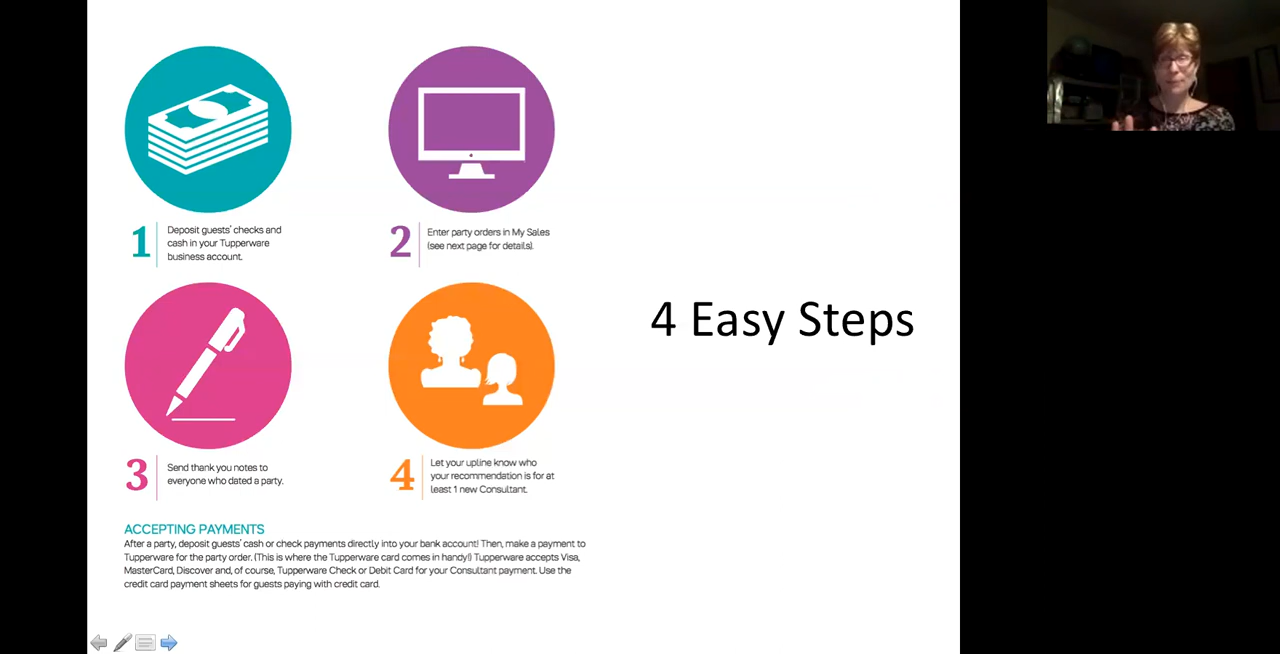 1
Deposit guests' checks and
cash in your Tupperware
business account.
2
Enter party orders in My Sales
(see next page for details).
3
Send thank you notes to
everyone who dated a party.
4
Let your upline know who
your recommendation is for at
least 1 new Consultant.
4 Easy Steps
ACCEPTING PAYMENTS
After a party, deposit guests' cash or check payments directly into your bank account! Then, make a payment to
Tupperware for the party order. (This is where the Tupperware card comes in handy!) Tupperware accepts Visa,
MasterCard, Discover and, of course, Tupperware Check or Debit Card for your Consultant payment. Use the
credit card payment sheets for guests paying with credit card.